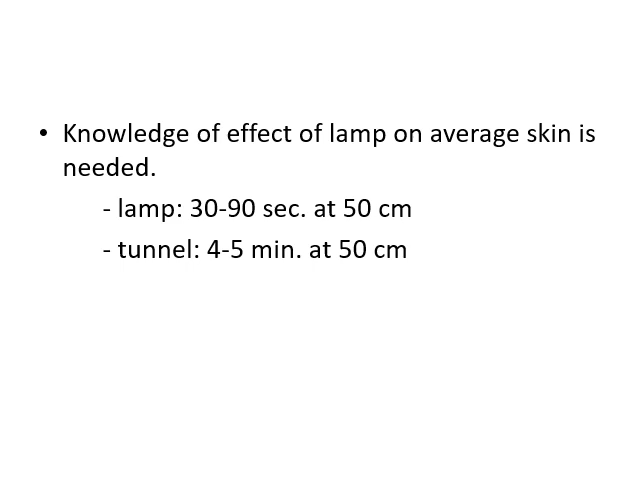 • Knowledge of effect of lamp on average skin is
needed.
- lamp: 30-90 sec. at 50 cm
- tunnel: 4-5 min. at 50 cm